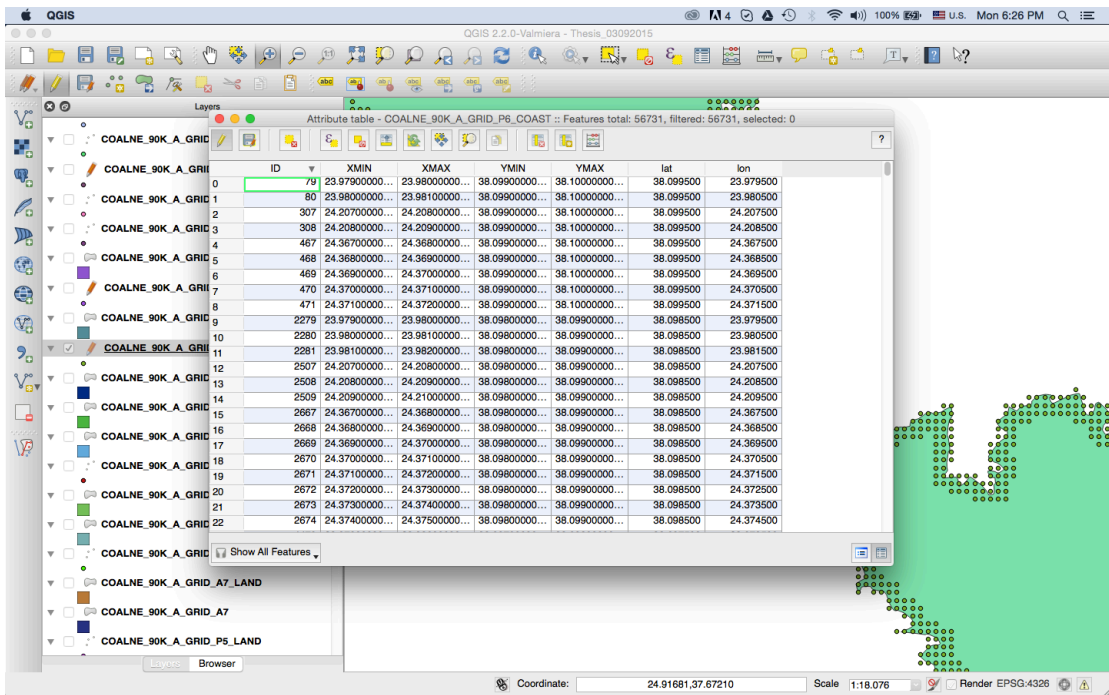 QGIS 4 100% U.S. Mon 6:26 PM
QGIS 2.2.0-Valmiera - Thesis_03092015
Layers
Attribute table - COALNE_90K_A_GRID_P6_COAST :: Features total: 56731, filtered: 56731, selected: 0
?
ID XMIN XMAX YMIN YMAX lat lon
0 79 23.97900000... 23.98000000... 38.09900000... 38.10000000... 38.099500 23.979500
1 80 23.98000000... 23.98100000... 38.09900000... 38.10000000... 38.099500 23.980500
2 307 24.20700000... 24.20800000... 38.09900000... 38.10000000... 38.099500 24.207500
3 308 24.20800000... 24.20900000... 38.09900000... 38.10000000... 38.099500 24.208500
4 467 24.36700000... 24.36800000... 38.09900000... 38.10000000... 38.099500 24.367500
5 468 24.36800000... 24.36900000... 38.09900000... 38.10000000... 38.099500 24.368500
6 469 24.36900000... 24.37000000... 38.09900000... 38.10000000... 38.099500 24.369500
7 470 24.37000000... 24.37100000... 38.09900000... 38.10000000... 38.099500 24.370500
8 471 24.37100000... 24.37200000... 38.09900000... 38.10000000... 38.099500 24.371500
9 2279 23.97900000... 23.98000000... 38.09800000... 38.09900000... 38.098500 23.979500
10 2280 23.98000000... 23.98100000... 38.09800000... 38.09900000... 38.098500 23.980500
11 2281 23.98100000... 23.98200000... 38.09800000... 38.09900000... 38.098500 23.981500
12 2507 24.20700000... 24.20800000... 38.09800000... 38.09900000... 38.098500 24.207500
13 2508 24.20800000... 24.20900000... 38.09800000... 38.09900000... 38.098500 24.208500
14 2509 24.20900000... 24.21000000... 38.09800000... 38.09900000... 38.098500 24.209500
15 2667 24.36700000... 24.36800000... 38.09800000... 38.09900000... 38.098500 24.367500
16 2668 24.36800000... 24.36900000... 38.09800000... 38.09900000... 38.098500 24.368500
17 2669 24.36900000... 24.37000000... 38.09800000... 38.09900000... 38.098500 24.369500
18 2670 24.37000000... 24.37100000... 38.09800000... 38.09900000... 38.098500 24.370500
19 2671 24.37100000... 24.37200000... 38.09800000... 38.09900000... 38.098500 24.371500
20 2672 24.37200000... 24.37300000... 38.09800000... 38.09900000... 38.098500 24.372500
21 2673 24.37300000... 24.37400000... 38.09800000... 38.09900000... 38.098500 24.373500
22 2674 24.37400000... 24.37500000... 38.09800000... 38.09900000... 38.098500 24.374500
Show All Features
COALNE_90K_A_GRID
COALNE_90K_A_GRI
COALNE_90K_A_GRID
COALNE_90K_A_GRID
COALNE_90K_A_GRID
COALNE_90K_A_GRI
COALNE_90K_A_GRID
COALNE_90K_A_GRI
COALNE_90K_A_GRID
COALNE_90K_A_GRID
COALNE_90K_A_GRID
COALNE_90K_A_GRID
COALNE_90K_A_GRID
COALNE_90K_A_GRID
COALNE_90K_A_GRID
COALNE_90K_A_GRID_A7_LAND
COALNE_90K_A_GRID_A7
COALNE_90K_A_GRID_P5_LAND
Layers Browser
Coordinate: 24.91681,37.67210 Scale 1:18.076 Render EPSG:4326